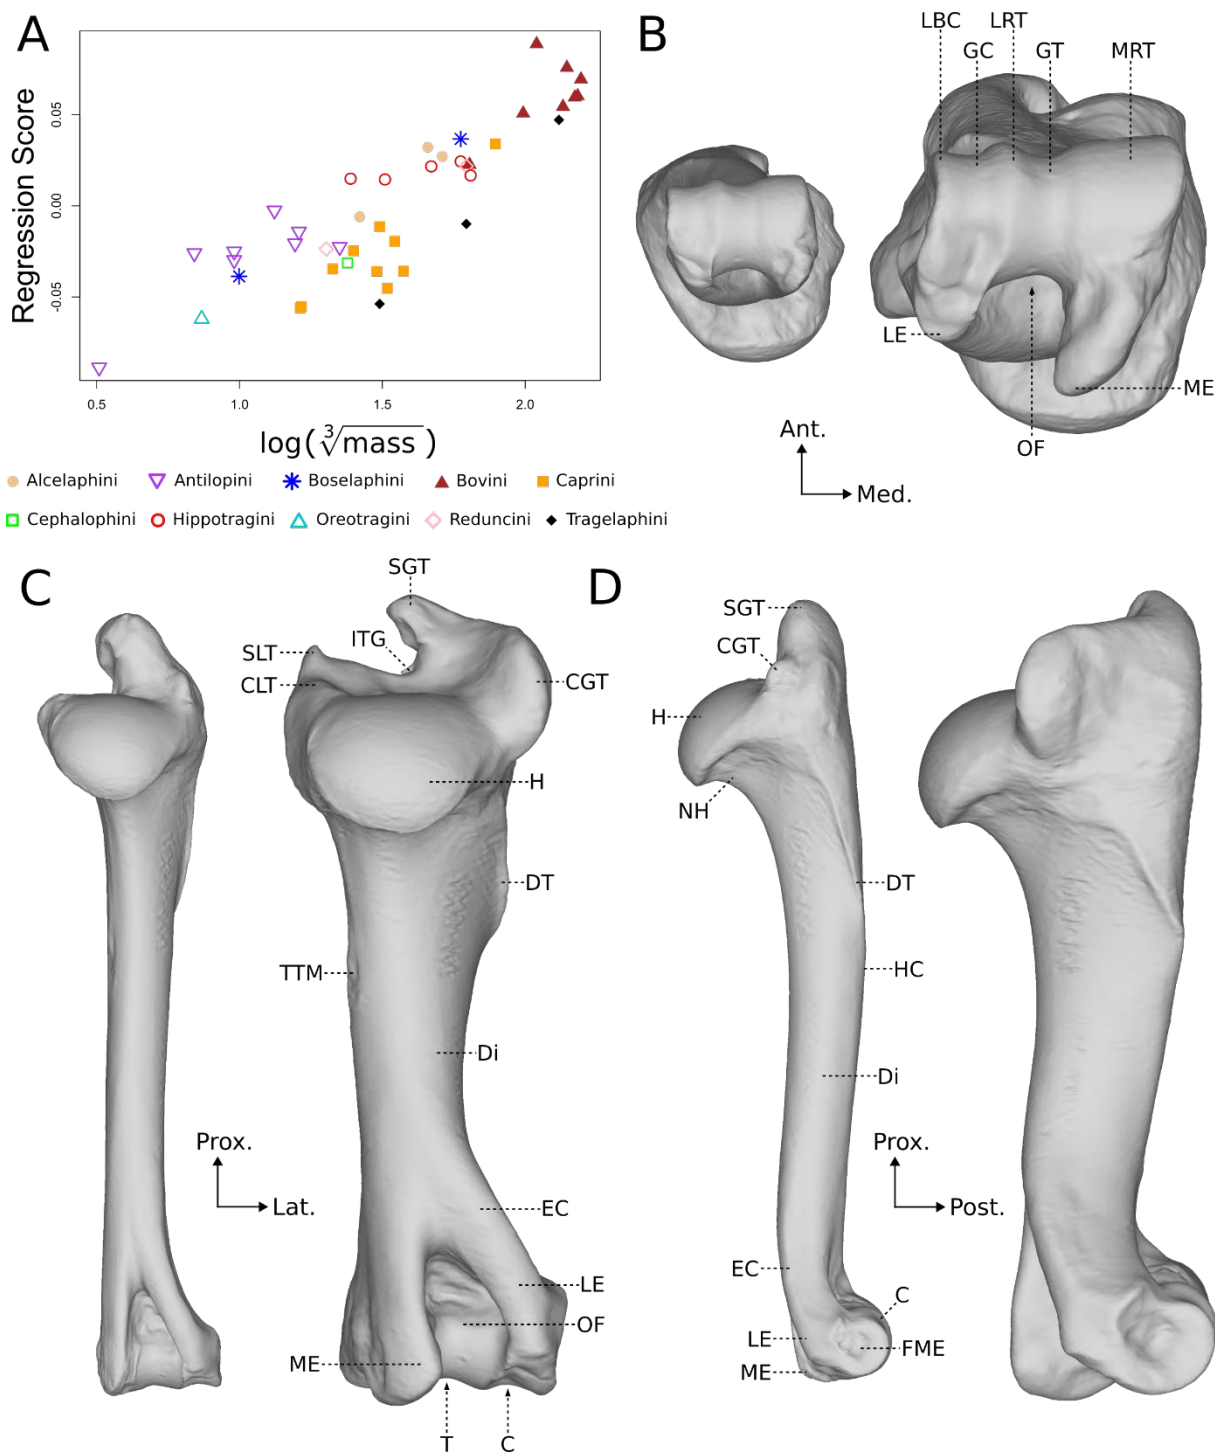 A
Regression Score
0.05
0.00
-0.05
0.5 1.0 1.5 2.0
log(∛mass)
Alcelaphini Antilopini Boselaphini Bovini Caprini
Cephalophini Hippotragini Oreotragini Reduncini Tragelaphini
B
LBC LRT
GC GT MRT
LE
ME
OF
Ant.
Med.
C
SGT
ITG
SLT
CLT
CGT
H
DT
TTM
Di
Prox.
Lat.
EC
LE
OF
ME
T C
D
SGT
CGT
H
NH
DT
HC
Di
Prox.
Post.
EC
C
LE
FME
ME